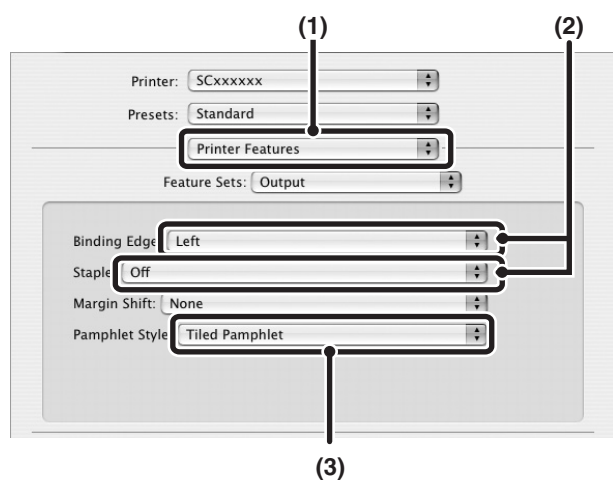 (1) (2)
Printer: SCxxxxxx
Presets: Standard
Printer Features
Feature Sets: Output
Binding Edge Left
Staple Off
Margin Shift: None
Pamphlet Style Tiled Pamphlet
(3)